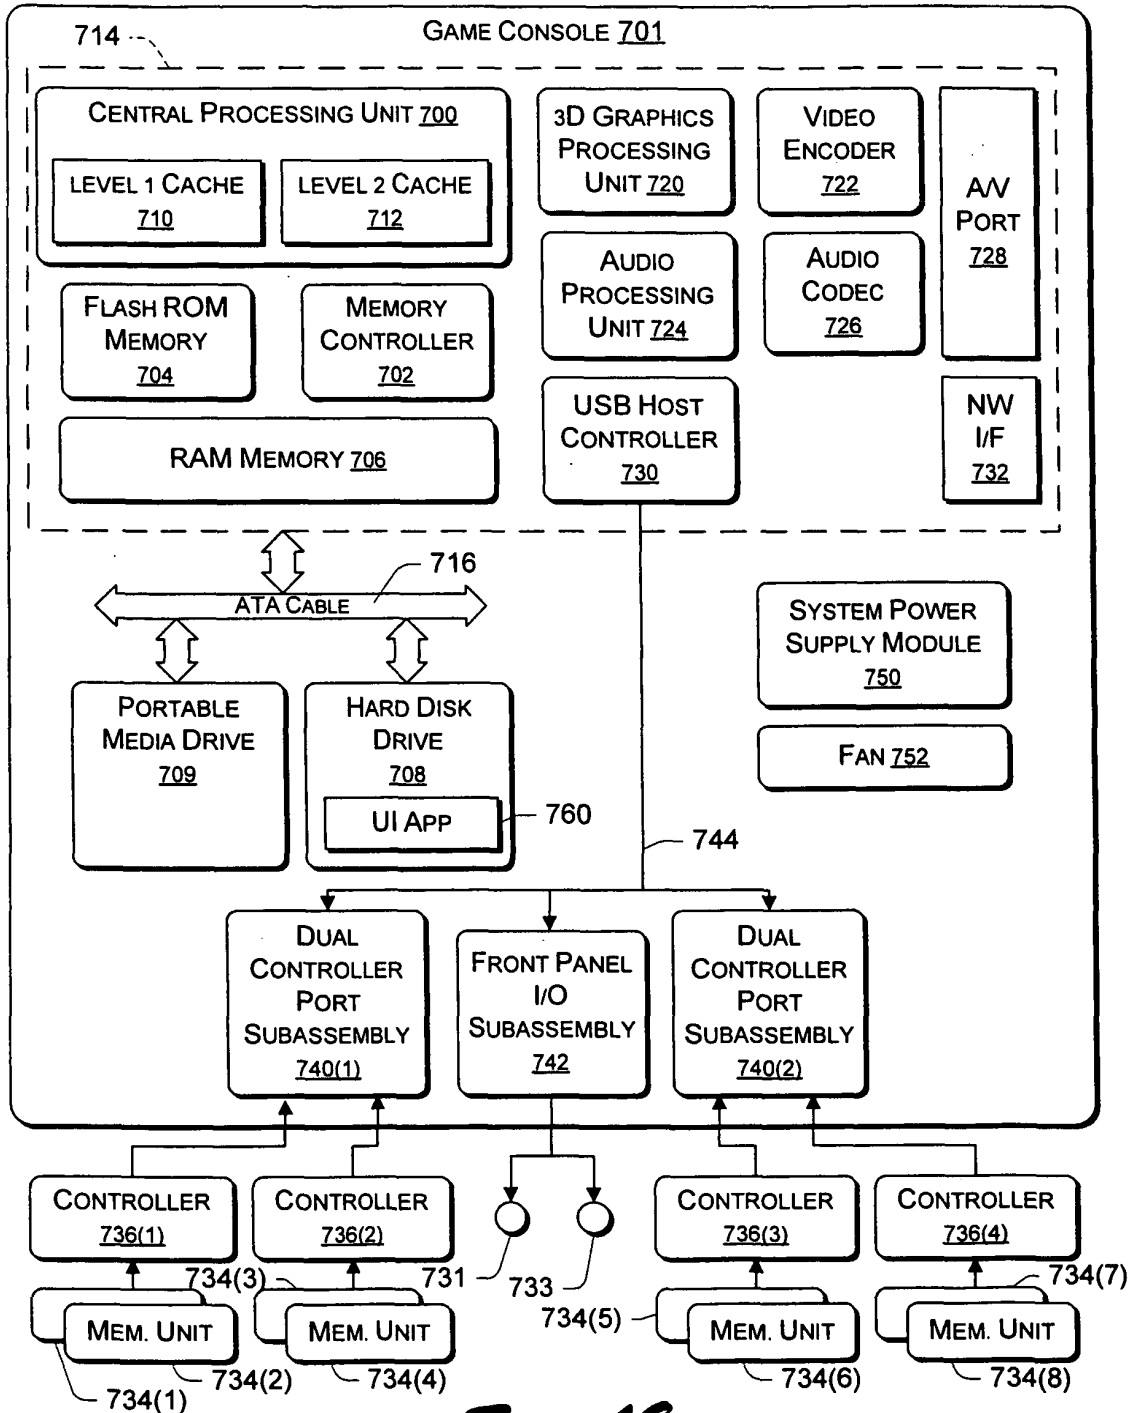 GAME CONSOLE 701
714
CENTRAL PROCESSING UNIT 700
LEVEL 1 CACHE
710
LEVEL 2 CACHE
712
3D GRAPHICS
PROCESSING
UNIT 720
VIDEO
ENCODER
722
A/V
PORT
728
AUDIO
PROCESSING
UNIT 724
AUDIO
CODEC
726
FLASH ROM
MEMORY
704
MEMORY
CONTROLLER
702
USB HOST
CONTROLLER
730
NW
I/F
732
RAM MEMORY 706
716
ATA CABLE
SYSTEM POWER
SUPPLY MODULE
750
PORTABLE
MEDIA DRIVE
709
HARD DISK
DRIVE
708
UI APP
760
FAN 752
744
DUAL
CONTROLLER
PORT
SUBASSEMBLY
740(1)
FRONT PANEL
I/O
SUBASSEMBLY
742
DUAL
CONTROLLER
PORT
SUBASSEMBLY
740(2)
CONTROLLER
736(1)
CONTROLLER
736(2)
CONTROLLER
736(3)
CONTROLLER
736(4)
731
733
734(3)
734(5)
734(7)
MEM. UNIT
MEM. UNIT
MEM. UNIT
MEM. UNIT
734(1)
734(2)
734(4)
734(6)
734(8)